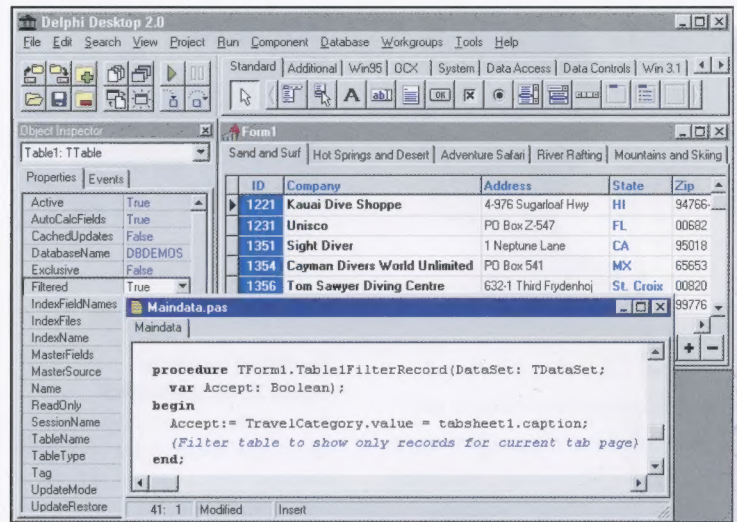 Delphi Desktop 2.0
File Edit Search View Project Run Component Database Workgroups Tools Help
Standard Additional Win95 OCX System Data Access Data Controls Win 3.1
A ab OK
Object Inspector
Table1: TTable
Properties Events
Active True
AutoCalcFields True
CachedUpdates False
DatabaseName DBDEMOS
Exclusive False
Filtered True
IndexFieldNames
IndexFiles
IndexName
MasterFields
MasterSource
Name
ReadOnly
SessionName
TableName
TableType
Tag
UpdateMode
UpdateRestore
Form1
Sand and Surf Hot Springs and Desert Adventure Safari River Rafting Mountains and Skiing
ID Company Address State Zip
1221 Kauai Dive Shoppe 4-976 Sugarloaf Hwy HI 94766-
1231 Unisco PO Box Z-547 FL 00682
1351 Sight Diver 1 Neptune Lane CA 95018
1354 Cayman Divers World Unlimited PO Box 541 MX 65653
1356 Tom Sawyer Diving Centre 632-1 Third Frydenhoj St. Croix 00820
99776
Maindata.pas
Maindata
procedure TForm1.Table1FilterRecord(DataSet: TDataSet;
var Accept: Boolean);
begin
Accept:= TravelCategory.value = tabsheet1.caption;
{Filter table to show only records for current tab page}
end;
41: 1 Modified Insert